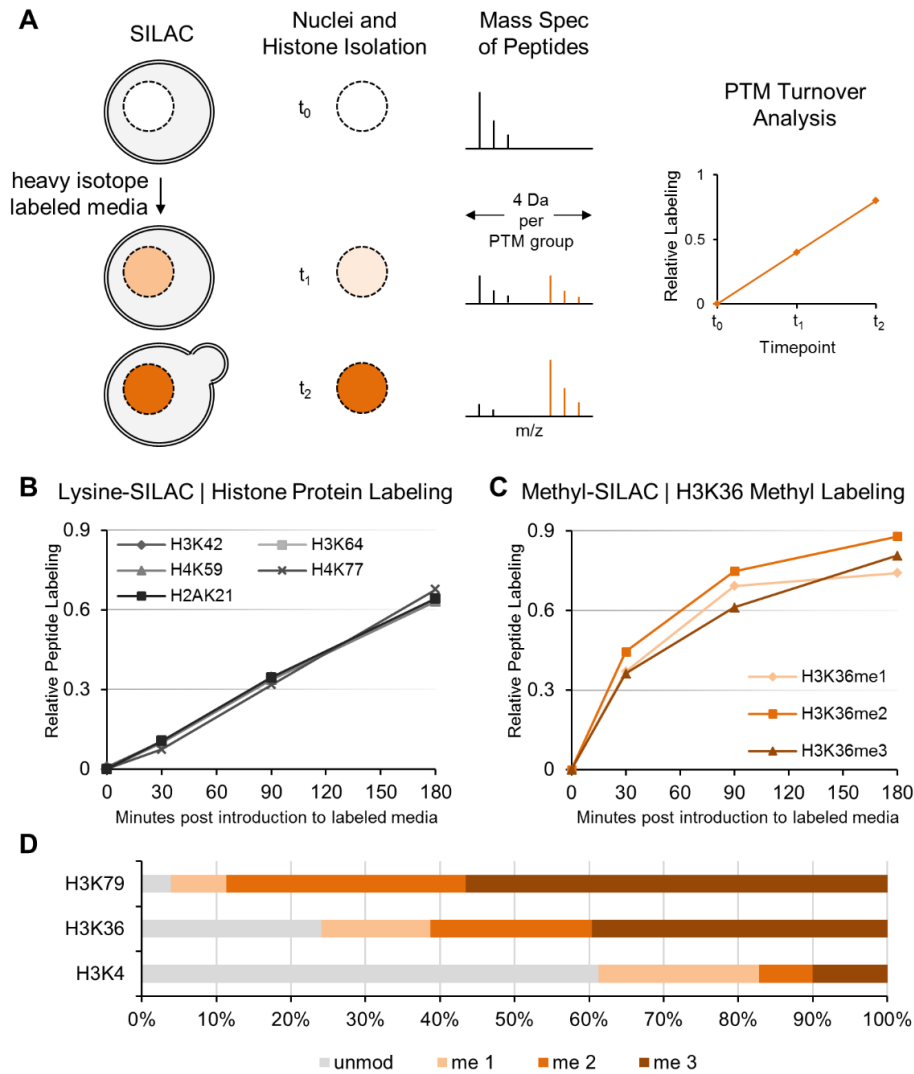 A
SILAC
Nuclei and
Histone Isolation
Mass Spec
of Peptides
t0
heavy isotope
labeled media
4 Da
per
PTM group
t1
t2
m/z
PTM Turnover
Analysis
Relative Labeling
1
0.5
0
t0 t1 t2
Timepoint
B Lysine-SILAC | Histone Protein Labeling
Relative Peptide Labeling
0.9
0.6
0.3
0
H3K42 H3K64
H4K59 H4K77
H2AK21
0 30 60 90 120 150 180
Minutes post introduction to labeled media
C Methyl-SILAC | H3K36 Methyl Labeling
Relative Peptide Labeling
0.9
0.6
0.3
0
H3K36me1
H3K36me2
H3K36me3
0 30 60 90 120 150 180
Minutes post introduction to labeled media
D
H3K79
H3K36
H3K4
0% 10% 20% 30% 40% 50% 60% 70% 80% 90% 100%
unmod me 1 me 2 me 3